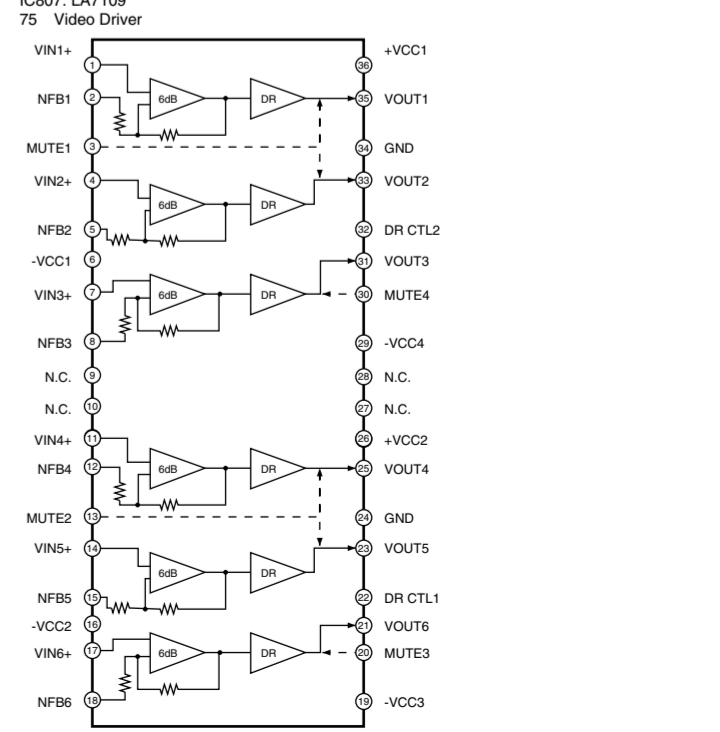 IC807: LA7109
75 Video Driver
VIN1+ 1 36 +VCC1
NFB1 2 6dB DR 35 VOUT1
MUTE1 3 34 GND
VIN2+ 4 33 VOUT2
6dB DR
NFB2 5 32 DR CTL2
-VCC1 6 31 VOUT3
VIN3+ 7 6dB DR 30 MUTE4
NFB3 8 29 -VCC4
N.C. 9 28 N.C.
N.C. 10 27 N.C.
VIN4+ 11 26 +VCC2
NFB4 12 6dB DR 25 VOUT4
MUTE2 13 24 GND
VIN5+ 14 23 VOUT5
6dB DR
NFB5 15 22 DR CTL1
-VCC2 16 21 VOUT6
VIN6+ 17 6dB DR 20 MUTE3
NFB6 18 19 -VCC3